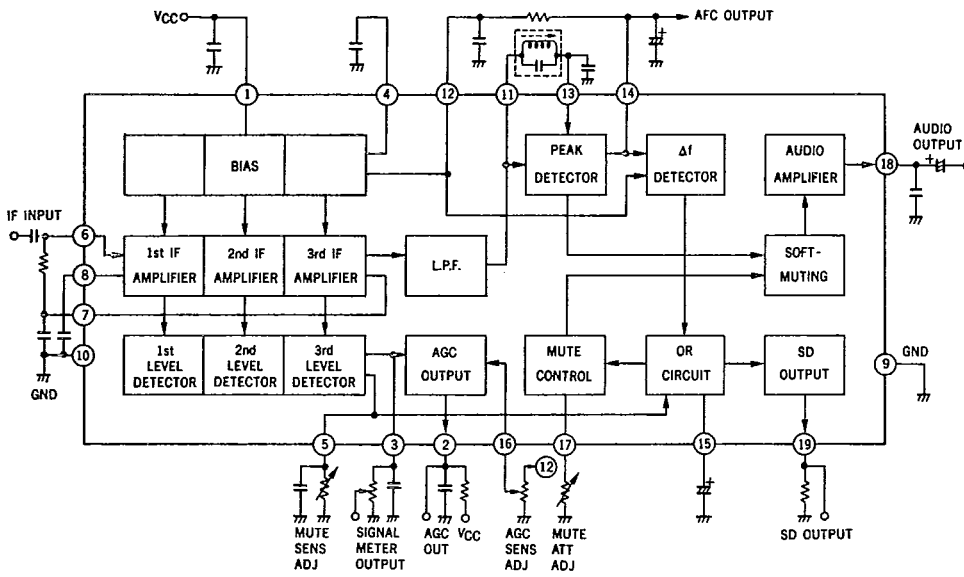 VCC
AFC OUTPUT
1
4
12
11
13
14
BIAS
PEAK
DETECTOR
Δf
DETECTOR
AUDIO
AMPLIFIER
18
AUDIO
OUTPUT
+
+
IF INPUT
6
8
7
10
GND
1st IF
AMPLIFIER
2nd IF
AMPLIFIER
3rd IF
AMPLIFIER
L.P.F.
SOFT-
MUTING
1st
LEVEL
DETECTOR
2nd
LEVEL
DETECTOR
3rd
LEVEL
DETECTOR
AGC
OUTPUT
MUTE
CONTROL
OR
CIRCUIT
SD
OUTPUT
9
GND
5
3
2
16
17
15
19
12
+
MUTE
SENS
ADJ
SIGNAL
METER
OUTPUT
AGC
OUT
VCC
AGC
SENS
ADJ
MUTE
ATT
ADJ
SD OUTPUT